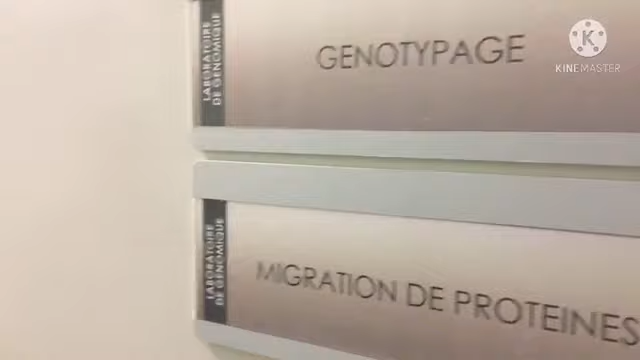 LABORATOIRE
DE GENOMIQUE
GENOTYPAGE
KINEMASTER
LABORATOIRE
DE GENOMIQUE
MIGRATION DE PROTEINES